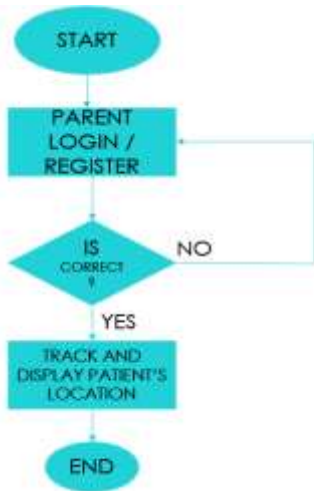 START
PARENT
LOGIN /
REGISTER
IS
CORRECT
?
NO
YES
TRACK AND
DISPLAY PATIENT'S
LOCATION
END